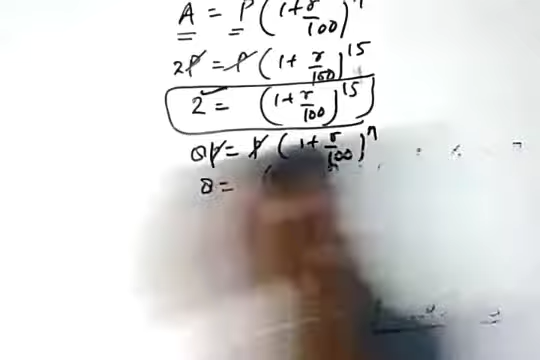 A = P(1+r/100)^n
2P = P(1+r/100)^15
2 = (1+r/100)^15
8P = P(1+r/100)^n
8 =